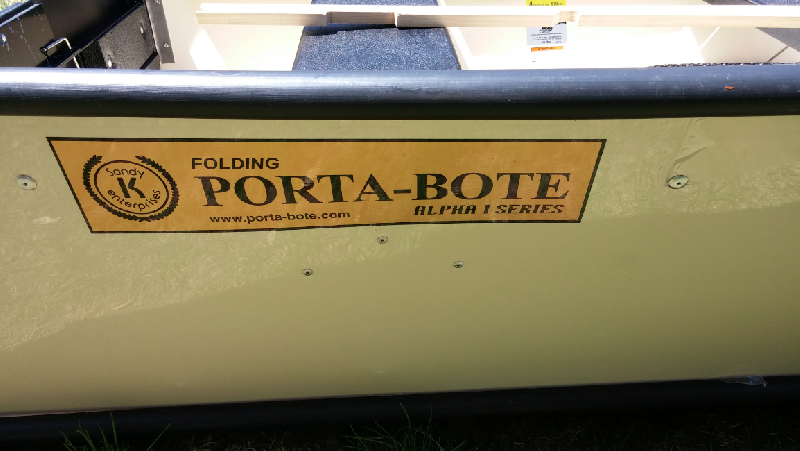 Sandy
K
enterprises
FOLDING
PORTA-BOTE
www.porta-bote.com
ALPHA I SERIES